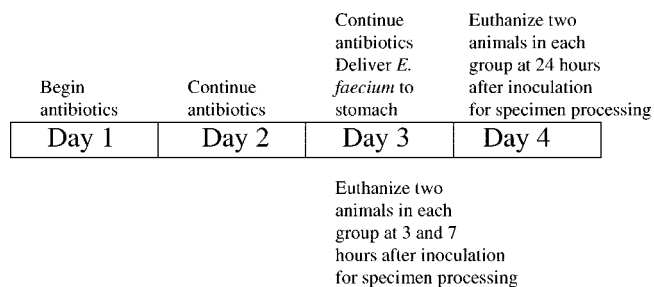 Begin
antibiotics
Continue
antibiotics
Continue
antibiotics
Deliver E.
faecium to
stomach
Euthanize two
animals in each
group at 24 hours
after inoculation
for specimen processing
Day 1
Day 2
Day 3
Day 4
Euthanize two
animals in each
group at 3 and 7
hours after inoculation
for specimen processing